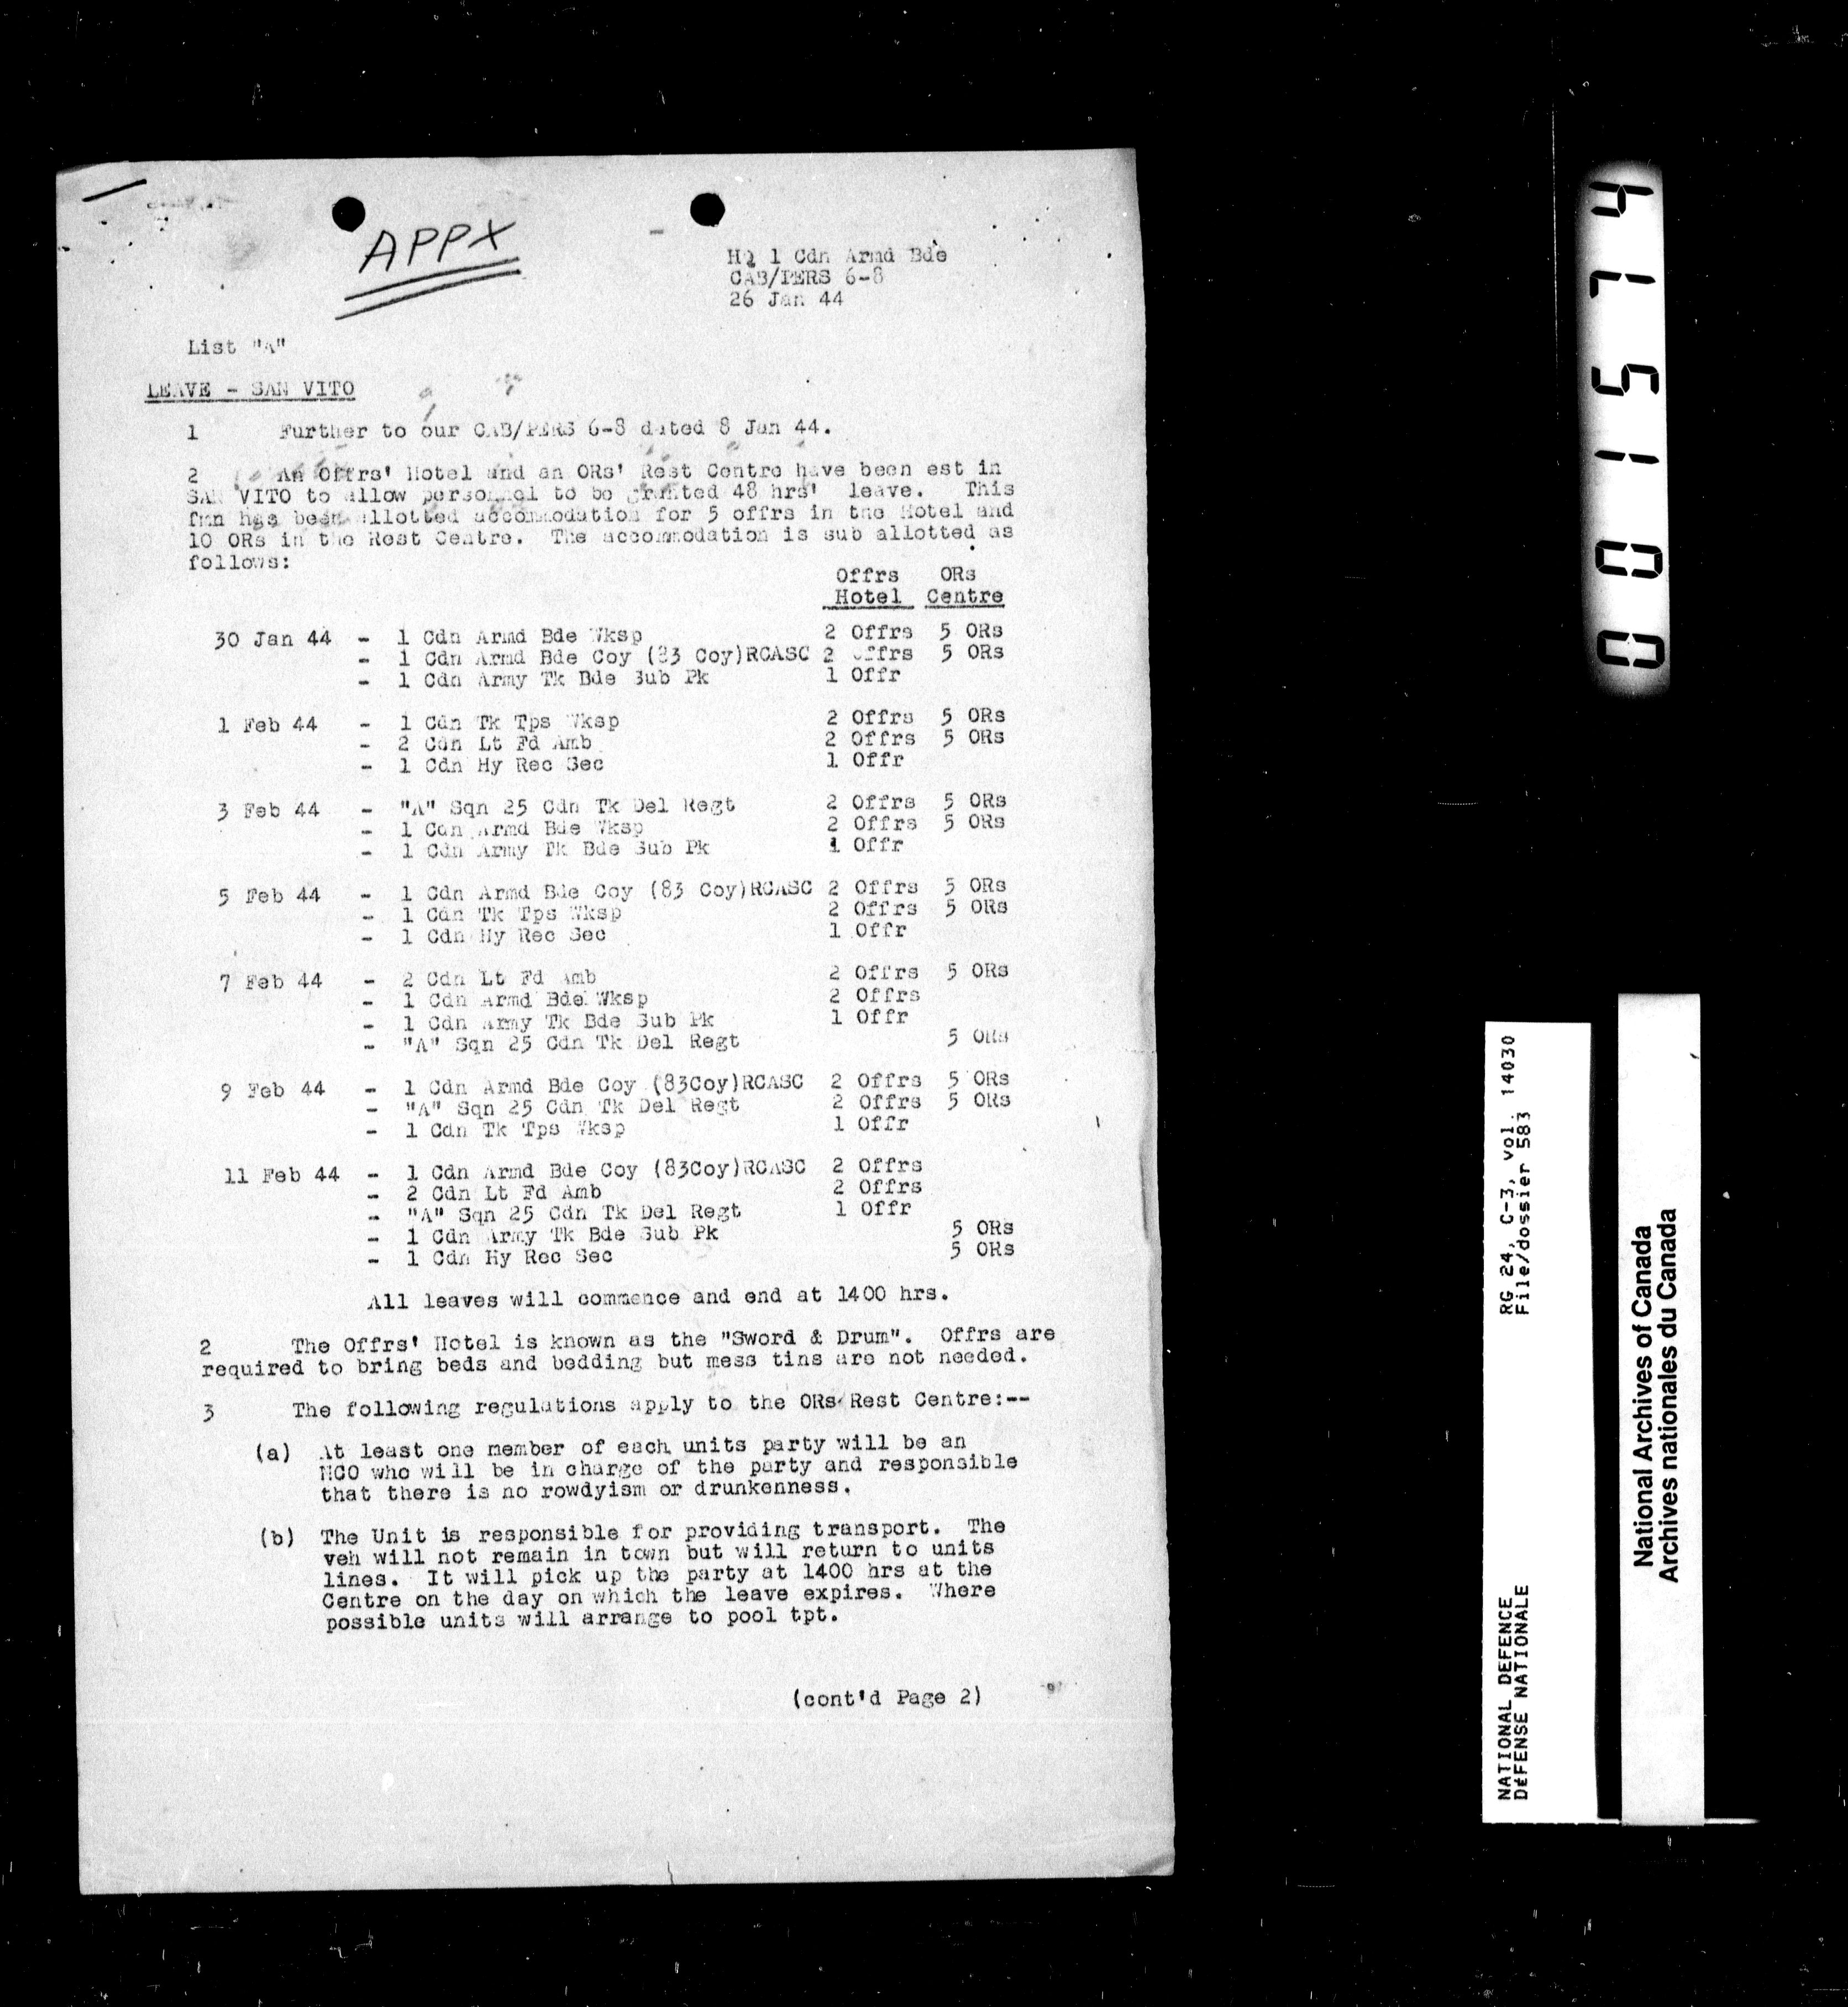 APPX
HQ 1 Cdn Armd Bde
CAB/PERS 6-8
26 Jan 44
List "A"
LEAVE - SAN VITO
1 Further to our CAB/PERS 6-8 dated 8 Jan 44.
2 An Offrs' Hotel and an ORs' Rest Centre have been est in
SAN VITO to allow personnel to be granted 48 hrs' leave. This
fmn has been allotted accommodation for 5 offrs in the Hotel and
10 ORs in the Rest Centre. The accommodation is sub allotted as
follows:
Offrs ORs
Hotel Centre
30 Jan 44 - 1 Cdn Armd Bde Wksp 2 Offrs 5 ORs
- 1 Cdn Armd Bde Coy (83 Coy)RCASC 2 Offrs 5 ORs
- 1 Cdn Army Tk Bde Sub Pk 1 Offr
1 Feb 44 - 1 Cdn Tk Tps Wksp 2 Offrs 5 ORs
- 2 Cdn Lt Fd Amb 2 Offrs 5 ORs
- 1 Cdn Hy Rec Sec 1 Offr
3 Feb 44 - "A" Sqn 25 Cdn Tk Del Regt 2 Offrs 5 ORs
- 1 Cdn Armd Bde Wksp 2 Offrs 5 ORs
- 1 Cdn Army Tk Bde Sub Pk 1 Offr
5 Feb 44 - 1 Cdn Armd Bde Coy (83 Coy)RCASC 2 Offrs 5 ORs
- 1 Cdn Tk Tps Wksp 2 Offrs 5 ORs
- 1 Cdn Hy Rec Sec 1 Offr
7 Feb 44 - 2 Cdn Lt Fd Amb 2 Offrs 5 ORs
- 1 Cdn Armd Bde Wksp 2 Offrs
- 1 Cdn Army Tk Bde Sub Pk 1 Offr
- "A" Sqn 25 Cdn Tk Del Regt 5 ORs
9 Feb 44 - 1 Cdn Armd Bde Coy (83Coy)RCASC 2 Offrs 5 ORs
- "A" Sqn 25 Cdn Tk Del Regt 2 Offrs 5 ORs
- 1 Cdn Tk Tps Wksp 1 Offr
11 Feb 44 - 1 Cdn Armd Bde Coy (83Coy)RCASC 2 Offrs
- 2 Cdn Lt Fd Amb 2 Offrs
- "A" Sqn 25 Cdn Tk Del Regt 1 Offr
- 1 Cdn Army Tk Bde Sub Pk 5 ORs
- 1 Cdn Hy Rec Sec 5 ORs
All leaves will commence and end at 1400 hrs.
2 The Offrs' Hotel is known as the "Sword & Drum". Offrs are
required to bring beds and bedding but mess tins are not needed.
3 The following regulations apply to the ORs Rest Centre:--
(a) At least one member of each units party will be an
NCO who will be in charge of the party and responsible
that there is no rowdyism or drunkenness.
(b) The Unit is responsible for providing transport. The
veh will not remain in town but will return to units
lines. It will pick up the party at 1400 hrs at the
Centre on the day on which the leave expires. Where
possible units will arrange to pool tpt.
(cont'd Page 2)
NATIONAL DEFENCE RG 24, C-3, vol. 14030
DÉFENSE NATIONALE File/dossier 583
National Archives of Canada
Archives nationales du Canada
0015174